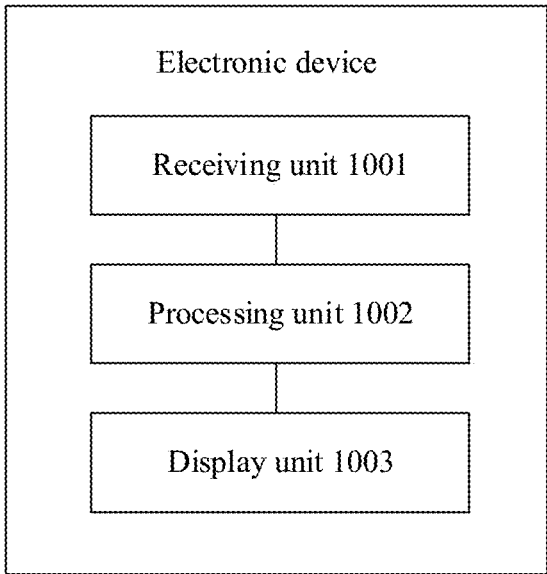 Electronic device
Receiving unit 1001
Processing unit 1002
Display unit 1003